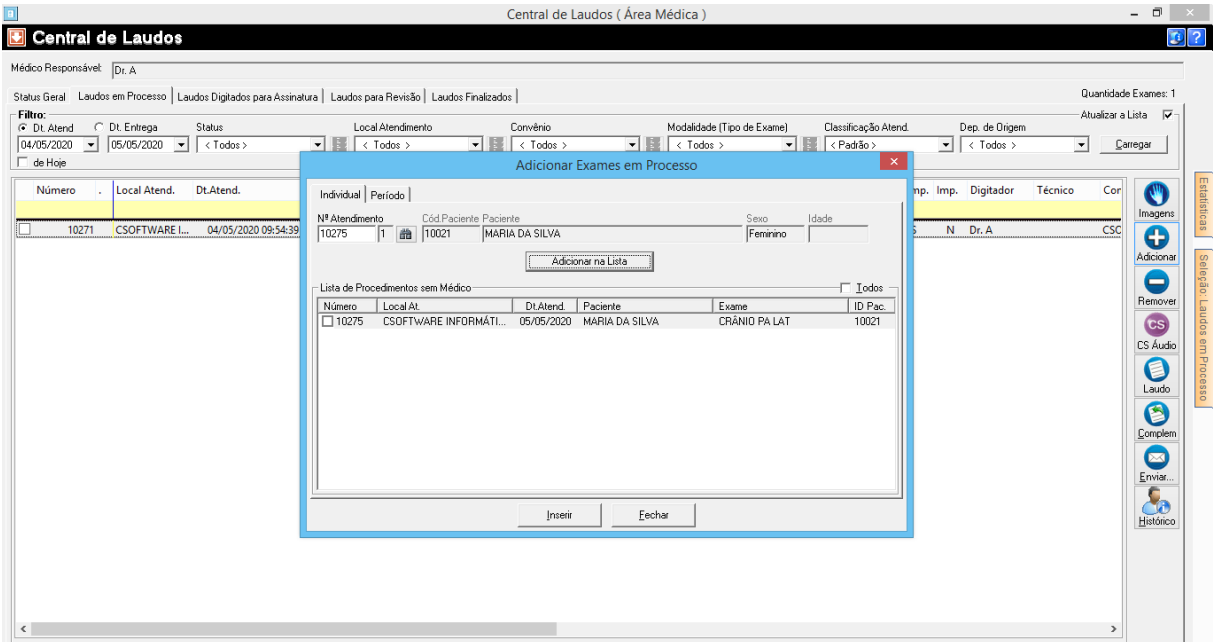 Central de Laudos ( Área Médica )
Central de Laudos
Médico Responsável: Dr. A
Status Geral Laudos em Processo Laudos Digitados para Assinatura Laudos para Revisão Laudos Finalizados Quantidade Exames: 1
Filtro: Atualizar a Lista
Dt. Atend Dt. Entrega Status Local Atendimento Convênio Modalidade (Tipo de Exame) Classificação Atend. Dep. de Origem
04/05/2020 05/05/2020 < Todos > < Todos > < Todos > < Todos > < Padrão > < Todos > Carregar
de Hoje
Adicionar Exames em Processo
Número . Local Atend. Dt.Atend. mp. Imp. Digitador Técnico Cor
10271 CSOFTWARE I... 04/05/2020 09:54:39 S N Dr. A CSC
Individual Período
Nº Atendimento Cód.Paciente Paciente Sexo Idade
10275 1 10021 MARIA DA SILVA Feminino
Adicionar na Lista
Lista de Procedimentos sem Médico Todos
Número Local At. Dt.Atend. Paciente Exame ID Pac.
10275 CSOFTWARE INFORMÁTI... 05/05/2020 MARIA DA SILVA CRÂNIO PA LAT 10021
Inserir Fechar
Imagens
Adicionar
Remover
CS
CS Áudio
Laudo
Complem
Enviar...
Histórico
Estatísticas
Seleção: Laudos em Processo